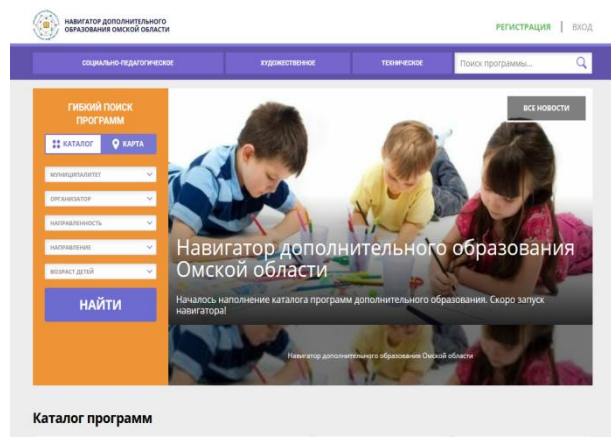 НАВИГАТОР ДОПОЛНИТЕЛЬНОГО
ОБРАЗОВАНИЯ ОМСКОЙ ОБЛАСТИ
РЕГИСТРАЦИЯ | ВХОД
СОЦИАЛЬНО-ПЕДАГОГИЧЕСКОЕ
ХУДОЖЕСТВЕННОЕ
ТЕХНИЧЕСКОЕ
Поиск программы...
ГИБКИЙ ПОИСК
ПРОГРАММ
КАТАЛОГ
КАРТА
МУНИЦИПАЛИТЕТ
ОРГАНИЗАТОР
НАПРАВЛЕННОСТЬ
НАПРАВЛЕНИЕ
ВОЗРАСТ ДЕТЕЙ
НАЙТИ
ВСЕ НОВОСТИ
Навигатор дополнительного образования
Омской области
Началось наполнение каталога программ дополнительного образования. Скоро запуск
навигатора!
Навигатор дополнительного образования Омской области
Каталог программ